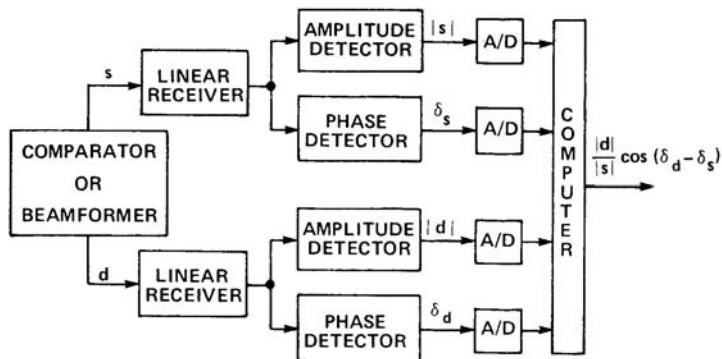 s
LINEAR
RECEIVER
AMPLITUDE
DETECTOR
|s|
A/D
PHASE
DETECTOR
δs
A/D
COMPARATOR
OR
BEAMFORMER
COMPUTER
|d|/|s| cos (δd − δs)
d
LINEAR
RECEIVER
AMPLITUDE
DETECTOR
|d|
A/D
PHASE
DETECTOR
δd
A/D